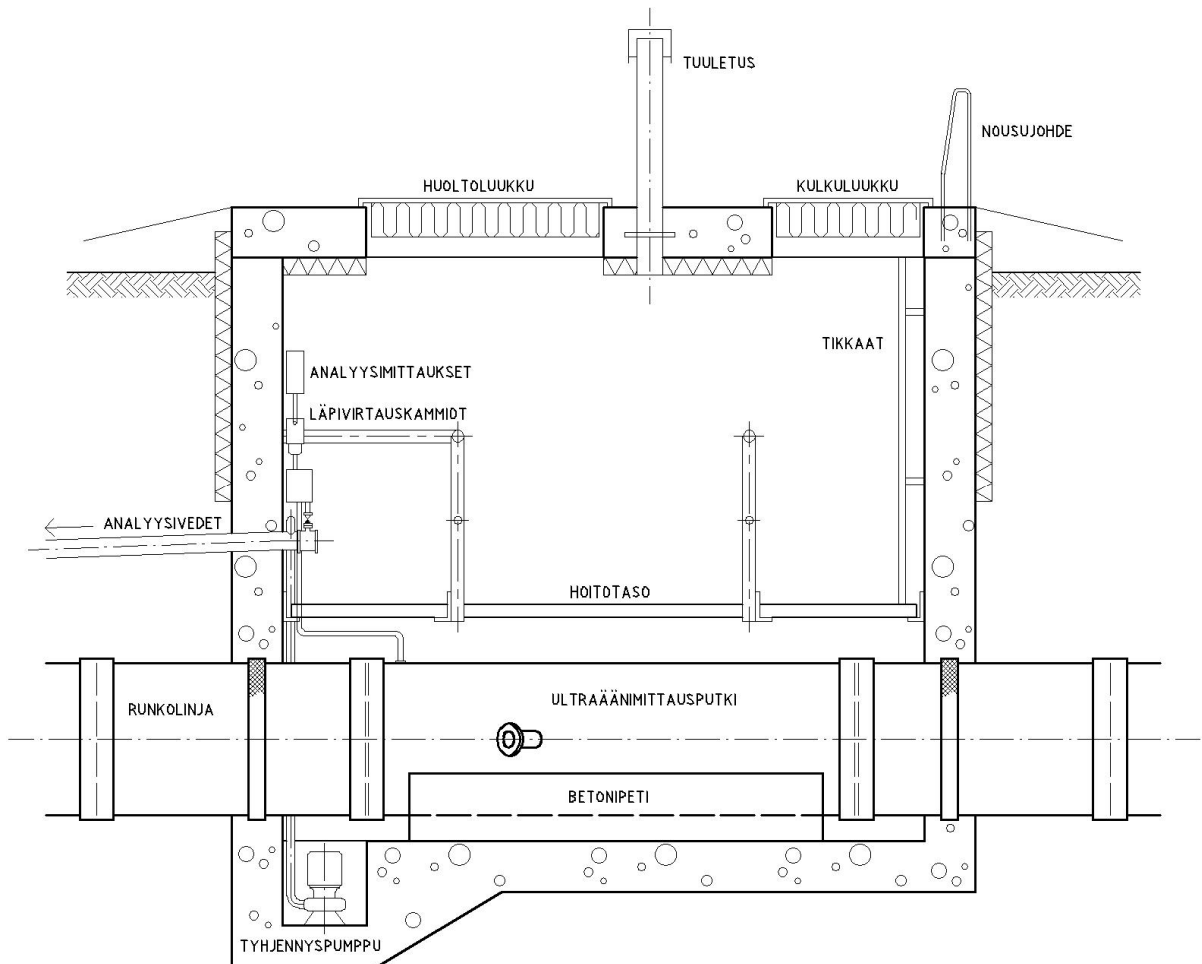 TUULETUS
NOUSUJOHDE
HUOLTOLUUKKU
KULKULUUKKU
TIKKAAT
ANALYYSIMITTAUKSET
LÄPIVIRTAUSKAMMIOT
ANALYYSIVEDET
HOITOTASO
RUNKOLINJA
ULTRAÄÄNIMITTAUSPUTKI
BETONIPETI
TYHJENNYSPUMPPU